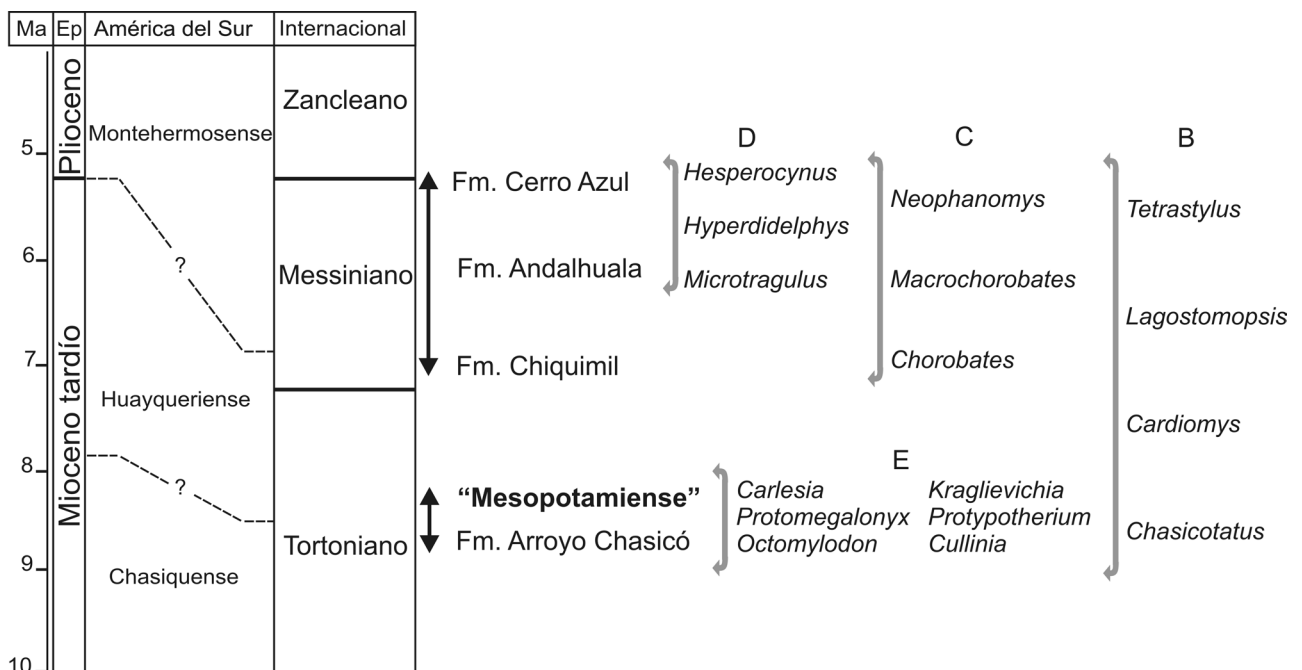 Ma Ep América del Sur Internacional
Plioceno
Mioceno tardío
5
6
7
8
9
10
Montehermosense
?
Huayqueriense
?
Chasiquense
Zancleano
Messiniano
Tortoniano
Fm. Cerro Azul
Fm. Andalhuala
Fm. Chiquimil
“Mesopotamiense”
Fm. Arroyo Chasicó
D
Hesperocynus
Hyperdidelphys
Microtragulus
C
Neophanomys
Macrochorobates
Chorobates
B
Tetrastylus
Lagostomopsis
Cardiomys
Chasicotatus
E
Carlesia Kraglievichia
Protomegalonyx Protypotherium
Octomylodon Cullinia